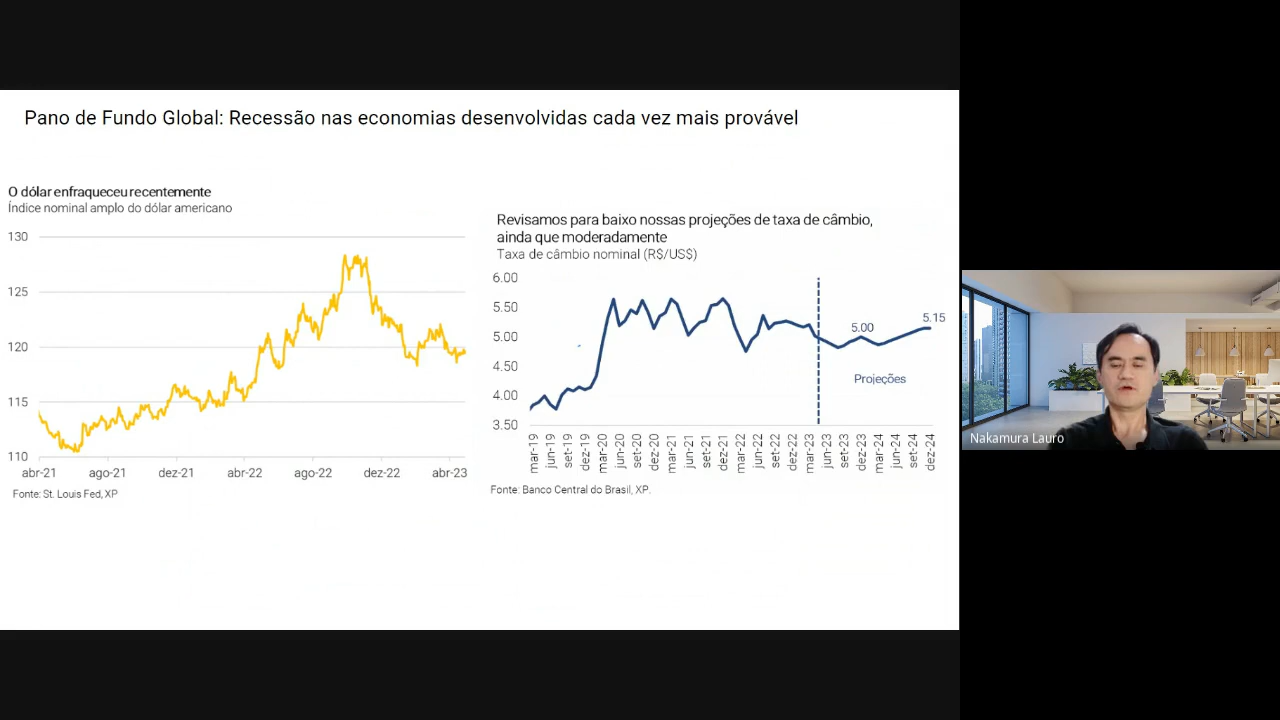 Pano de Fundo Global: Recessão nas economias desenvolvidas cada vez mais provável
O dólar enfraqueceu recentemente
Índice nominal amplo do dólar americano
130
125
120
115
110
abr-21 ago-21 dez-21 abr-22 ago-22 dez-22 abr-23
Fonte: St. Louis Fed, XP
Revisamos para baixo nossas projeções de taxa de câmbio,
ainda que moderadamente
Taxa de câmbio nominal (R$/US$)
6.00
5.50
5.00
4.50
4.00
3.50
5.00
5.15
Projeções
mar-19 jun-19 set-19 dez-19 mar-20 jun-20 set-20 dez-20 mar-21 jun-21 set-21 dez-21 mar-22 jun-22 set-22 dez-22 mar-23 jun-23 set-23 dez-23 mar-24 jun-24 set-24 dez-24
Fonte: Banco Central do Brasil, XP.
Nakamura Lauro